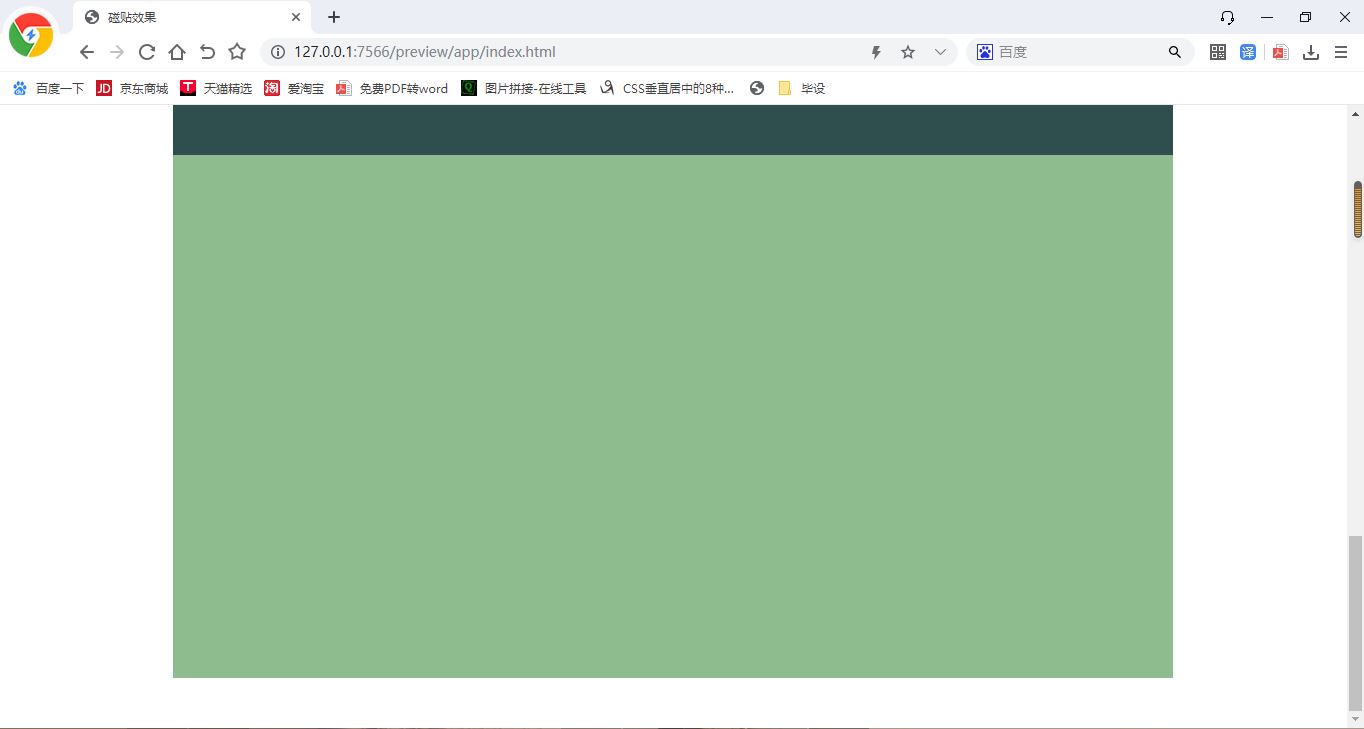 磁贴效果
127.0.0.1:7566/preview/app/index.html
百度
译
百度一下 JD 京东商城 T 天猫精选 淘 爱淘宝 免费PDF转word Q 图片拼接-在线工具 CSS垂直居中的8种... 毕设